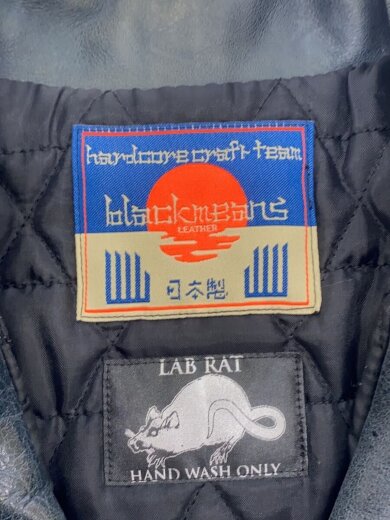 hardcore craft team
blackmeans
LEATHER
日本製
LAB RAT
HAND WASH ONLY